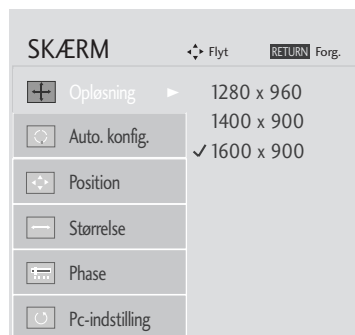 SKÆRM
Flyt
RETURN Forg.
Opløsning
1280 x 960
1400 x 900
1600 x 900
Auto. konfig.
Position
Størrelse
Phase
Pc-indstilling